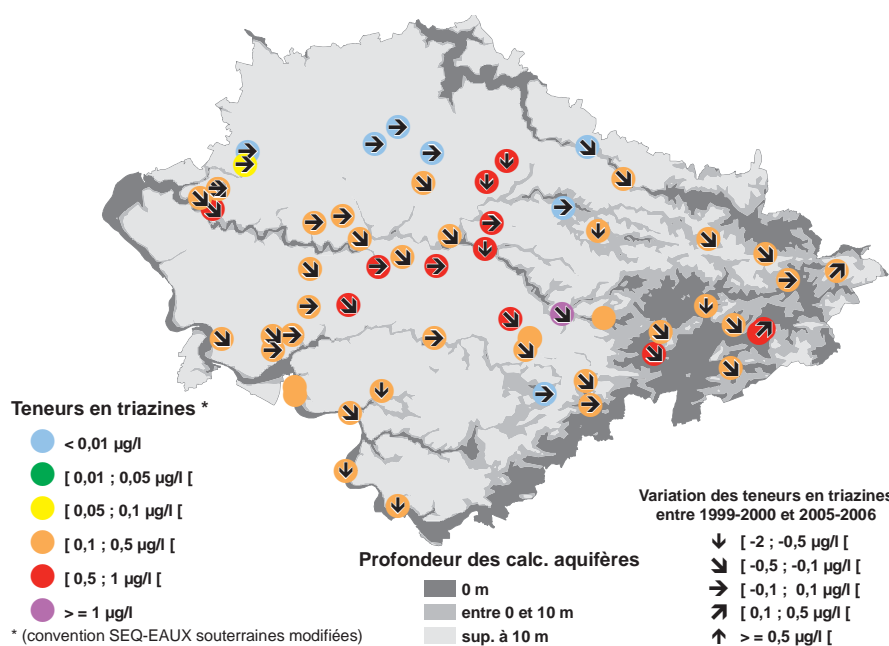 Teneurs en triazines *
< 0,01 µg/l
[ 0,01 ; 0,05 µg/l [
[ 0,05 ; 0,1 µg/l [
[ 0,1 ; 0,5 µg/l [
[ 0,5 ; 1 µg/l [
> = 1 µg/l
* (convention SEQ-EAUX souterraines modifiées)
Profondeur des calc. aquifères
0 m
entre 0 et 10 m
sup. à 10 m
Variation des teneurs en triazines
entre 1999-2000 et 2005-2006
[ -2 ; -0,5 µg/l [
[ -0,5 ; -0,1 µg/l [
[ -0,1 ; 0,1 µg/l [
[ 0,1 ; 0,5 µg/l [
> = 0,5 µg/l [